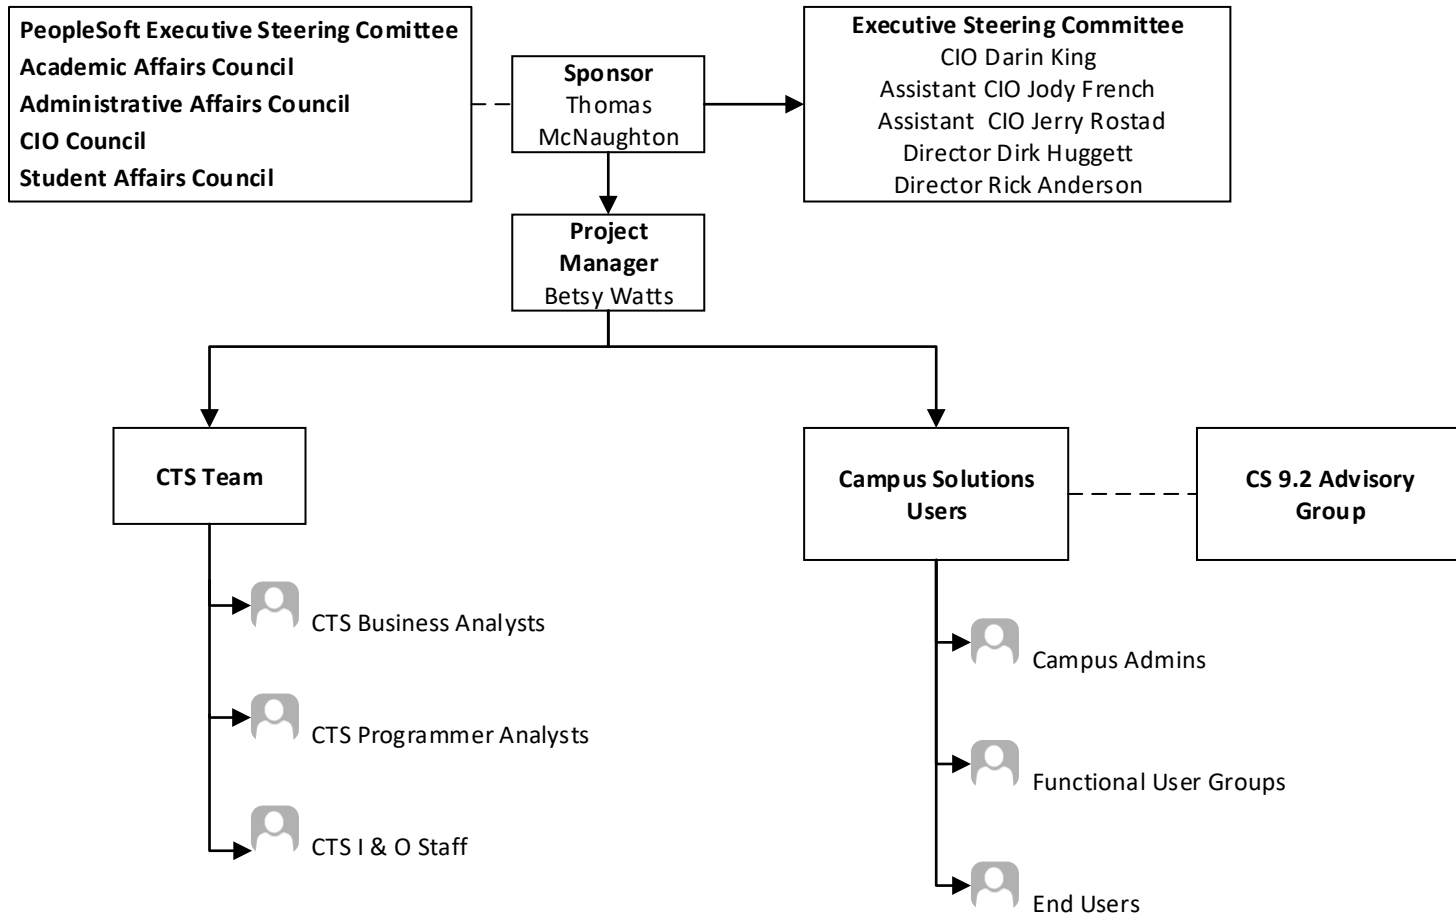 PeopleSoft Executive Steering Comittee
Academic Affairs Council
Administrative Affairs Council
CIO Council
Student Affairs Council
Sponsor
Thomas
McNaughton
Executive Steering Committee
CIO Darin King
Assistant CIO Jody French
Assistant CIO Jerry Rostad
Director Dirk Huggett
Director Rick Anderson
Project
Manager
Betsy Watts
CTS Team
Campus Solutions
Users
CS 9.2 Advisory
Group
CTS Business Analysts
CTS Programmer Analysts
CTS I & O Staff
Campus Admins
Functional User Groups
End Users